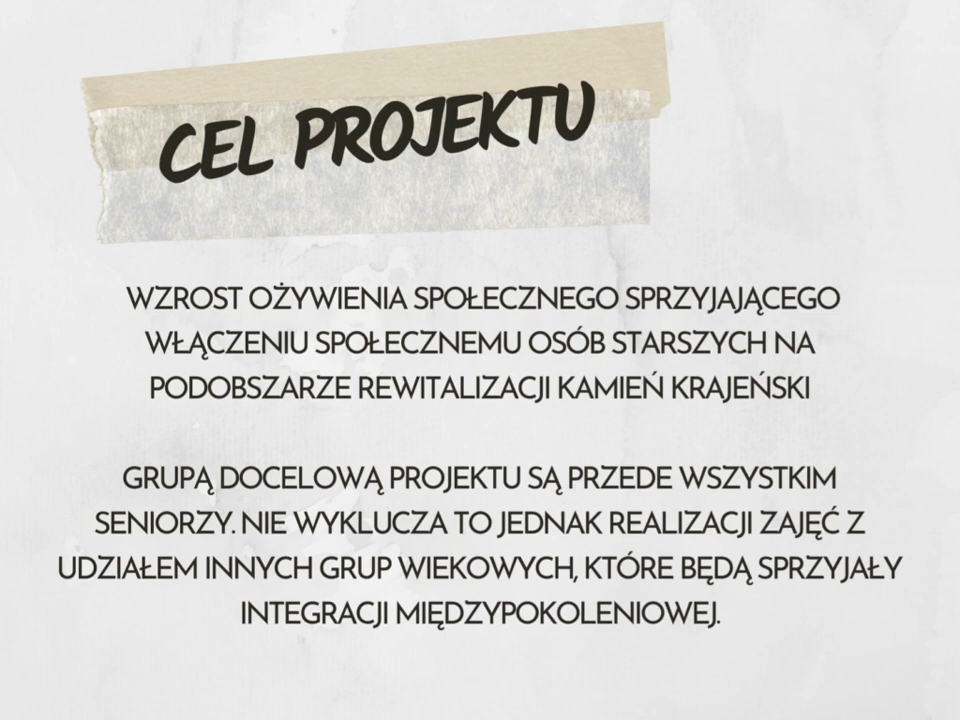 CEL PROJEKTU
WZROST OŻYWIENIA SPOŁECZNEGO SPRZYJAJĄCEGO
WŁĄCZENIU SPOŁECZNEMU OSÓB STARSZYCH NA
PODOBSZARZE REWITALIZACJI KAMIEŃ KRAJEŃSKI
GRUPĄ DOCELOWĄ PROJEKTU SĄ PRZEDE WSZYSTKIM
SENIORZY. NIE WYKLUCZA TO JEDNAK REALIZACJI ZAJĘĆ Z
UDZIAŁEM INNYCH GRUP WIEKOWYCH, KTÓRE BĘDĄ SPRZYJAŁY
INTEGRACJI MIĘDZYPOKOLENIOWEJ.